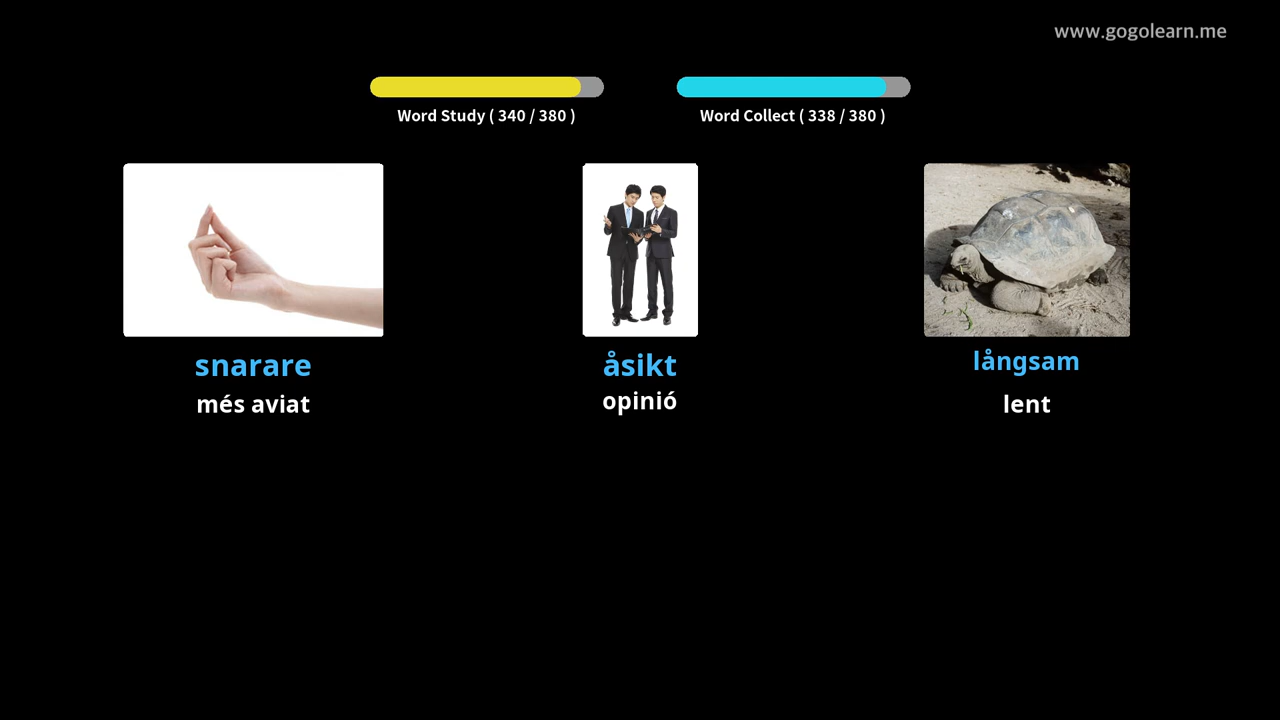 www.gogolearn.me
Word Study ( 340 / 380 )
Word Collect ( 338 / 380 )
snarare
més aviat
åsikt
opinió
långsam
lent